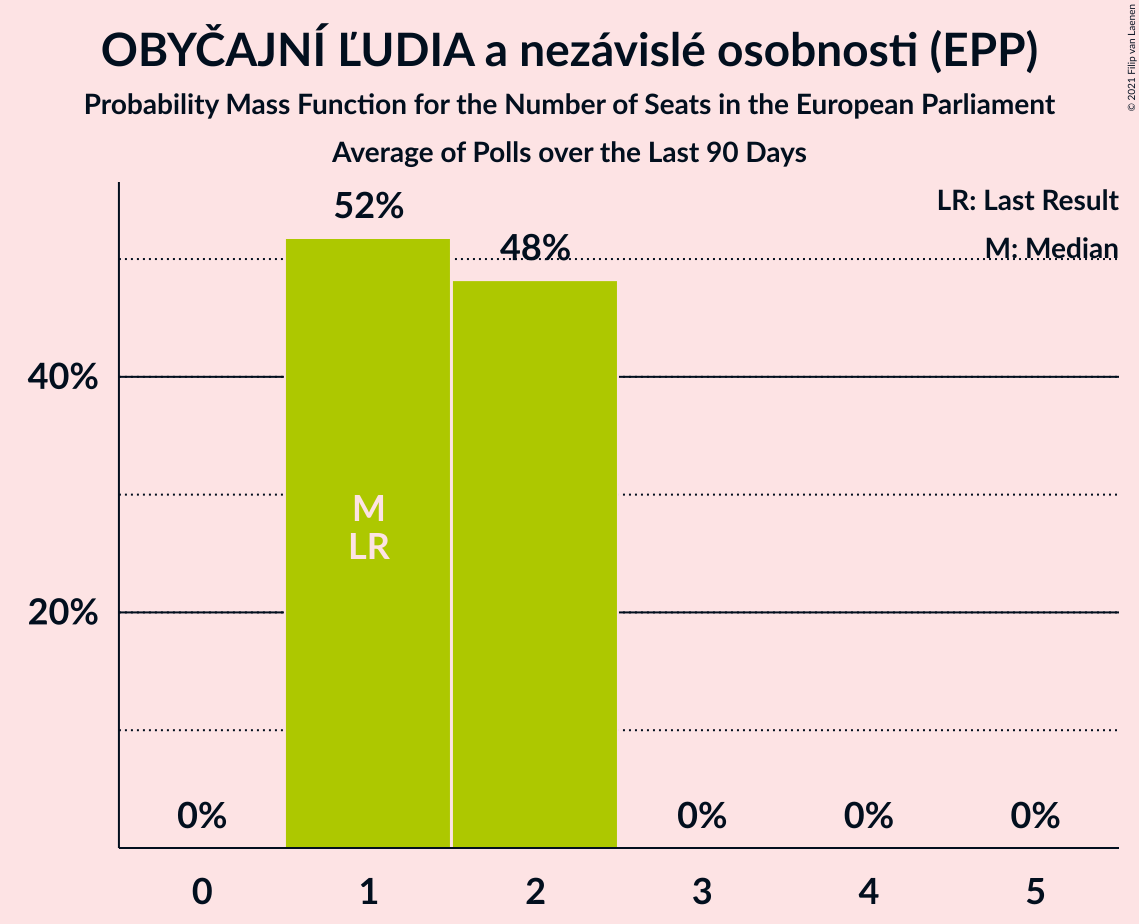 OBYČAJNÍ ĽUDIA a nezávislé osobnosti (EPP)
Probability Mass Function for the Number of Seats in the European Parliament
Average of Polls over the Last 90 Days
© 2021 Filip van Laenen
LR: Last Result
M: Median
52%
48%
40%
20%
M
LR
0%
0%
0%
0%
0
1
2
3
4
5